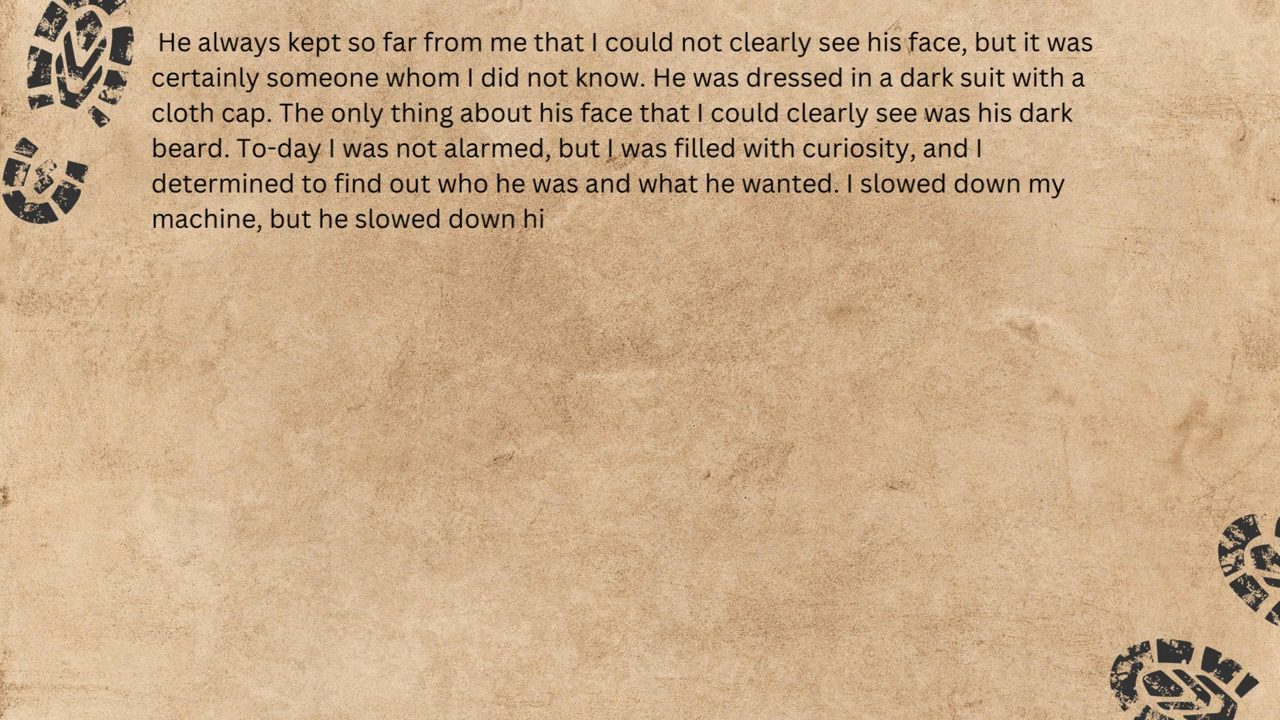 He always kept so far from me that I could not clearly see his face, but it was
certainly someone whom I did not know. He was dressed in a dark suit with a
cloth cap. The only thing about his face that I could clearly see was his dark
beard. To-day I was not alarmed, but I was filled with curiosity, and I
determined to find out who he was and what he wanted. I slowed down my
machine, but he slowed down hi